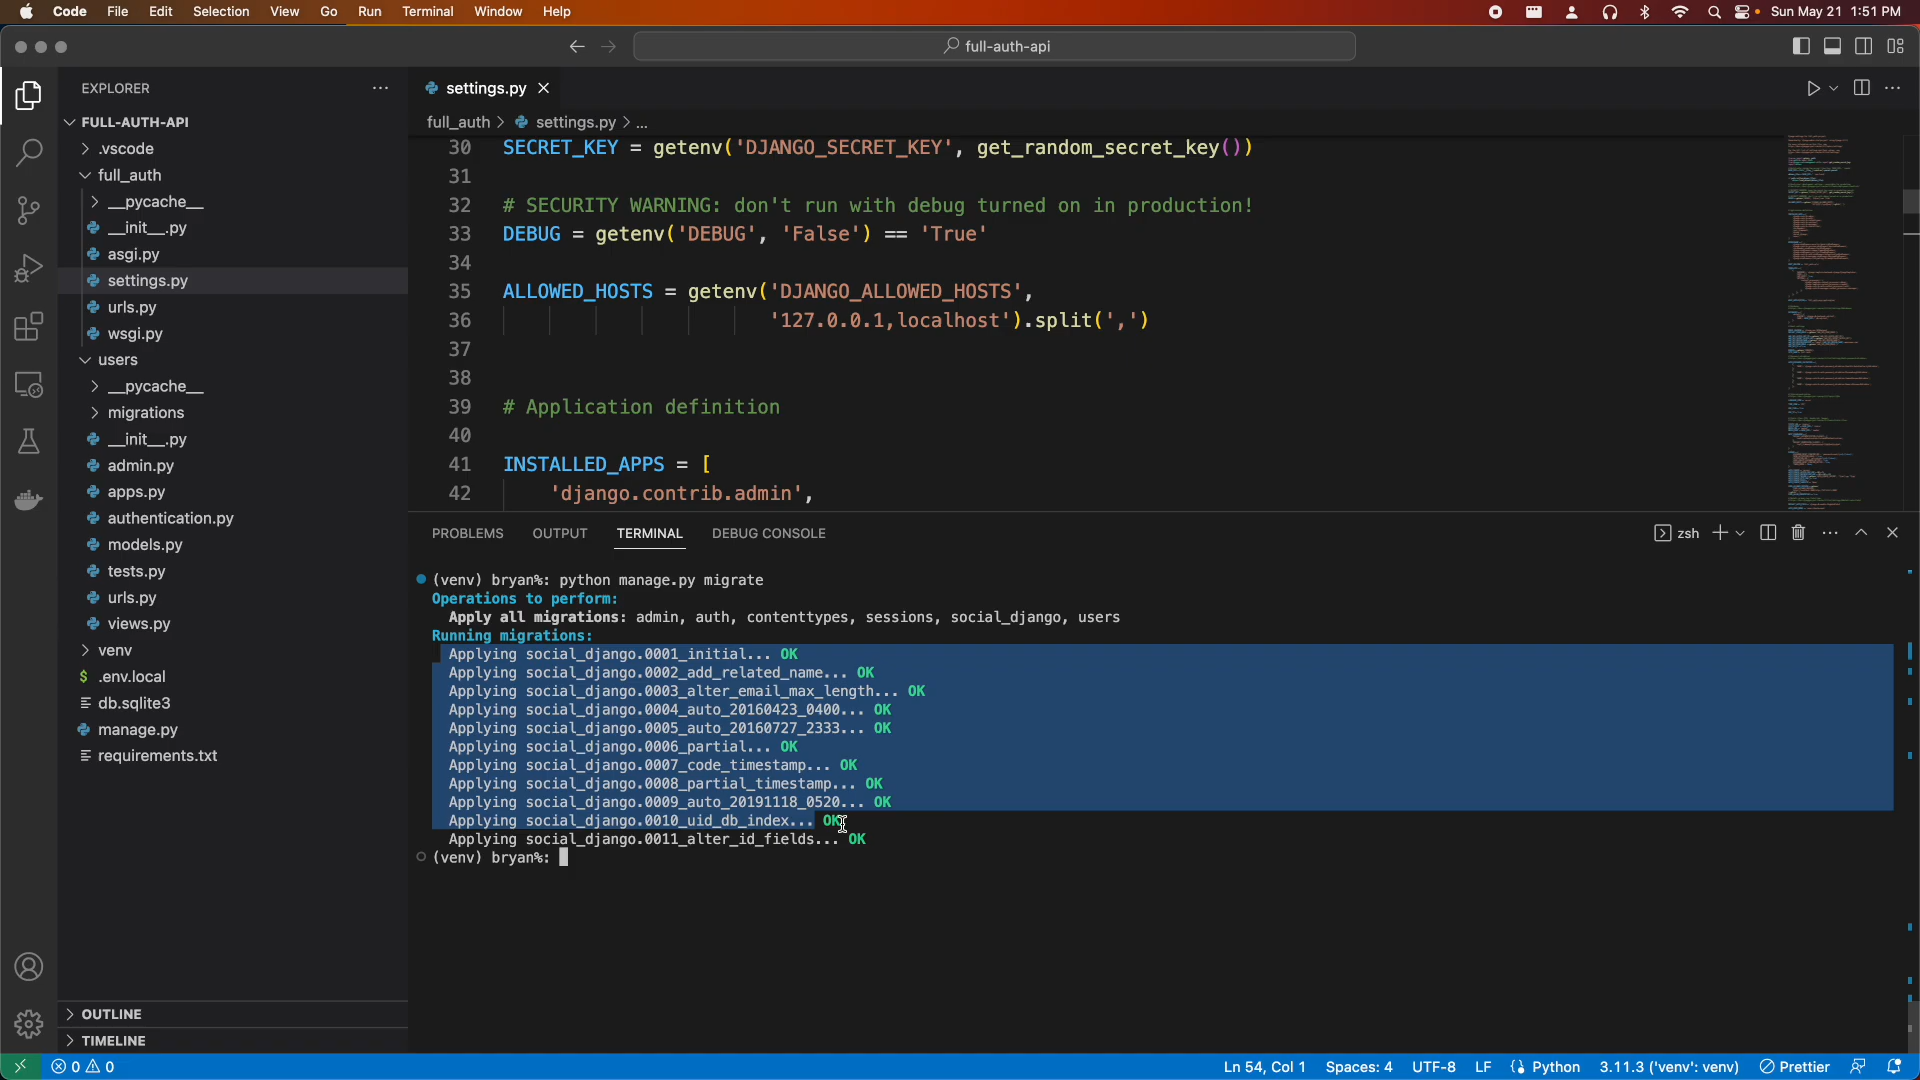 Code File Edit Selection View Go Run Terminal Window Help
Sun May 21 1:51 PM
full-auth-api
EXPLORER
FULL-AUTH-API
.vscode
full_auth
__pycache__
__init__.py
asgi.py
settings.py
urls.py
wsgi.py
users
__pycache__
migrations
__init__.py
admin.py
apps.py
authentication.py
models.py
tests.py
urls.py
views.py
venv
$ .env.local
db.sqlite3
manage.py
requirements.txt
OUTLINE
TIMELINE
settings.py
full_auth > settings.py > ...
30 SECRET_KEY = getenv('DJANGO_SECRET_KEY', get_random_secret_key())
31
32 # SECURITY WARNING: don't run with debug turned on in production!
33 DEBUG = getenv('DEBUG', 'False') == 'True'
34
35 ALLOWED_HOSTS = getenv('DJANGO_ALLOWED_HOSTS',
36 '127.0.0.1,localhost').split(',')
37
38
39 # Application definition
40
41 INSTALLED_APPS = [
42 'django.contrib.admin',
PROBLEMS OUTPUT TERMINAL DEBUG CONSOLE
zsh
(venv) bryan%: python manage.py migrate
Operations to perform:
Apply all migrations: admin, auth, contenttypes, sessions, social_django, users
Running migrations:
Applying social_django.0001_initial... OK
Applying social_django.0002_add_related_name... OK
Applying social_django.0003_alter_email_max_length... OK
Applying social_django.0004_auto_20160423_0400... OK
Applying social_django.0005_auto_20160727_2333... OK
Applying social_django.0006_partial... OK
Applying social_django.0007_code_timestamp... OK
Applying social_django.0008_partial_timestamp... OK
Applying social_django.0009_auto_20191118_0520... OK
Applying social_django.0010_uid_db_index... OK
Applying social_django.0011_alter_id_fields... OK
(venv) bryan%:
0 0
Ln 54, Col 1 Spaces: 4 UTF-8 LF Python 3.11.3 ('venv': venv) Prettier